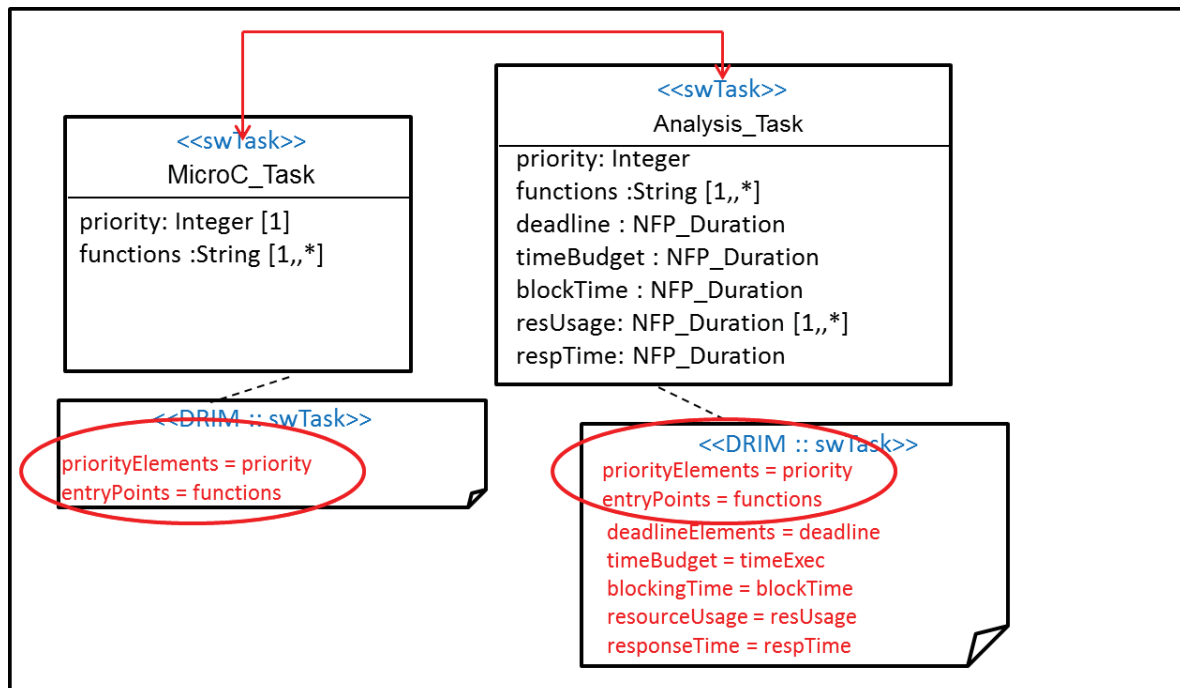 <<swTask>>
MicroC_Task
priority: Integer [1]
functions :String [1,,*]
<<DRIM :: swTask>>
priorityElements = priority
entryPoints = functions
<<swTask>>
Analysis_Task
priority: Integer
functions :String [1,,*]
deadline : NFP_Duration
timeBudget : NFP_Duration
blockTime : NFP_Duration
resUsage: NFP_Duration [1,,*]
respTime: NFP_Duration
<<DRIM :: swTask>>
priorityElements = priority
entryPoints = functions
deadlineElements = deadline
timeBudget = timeExec
blockingTime = blockTime
resourceUsage = resUsage
responseTime = respTime